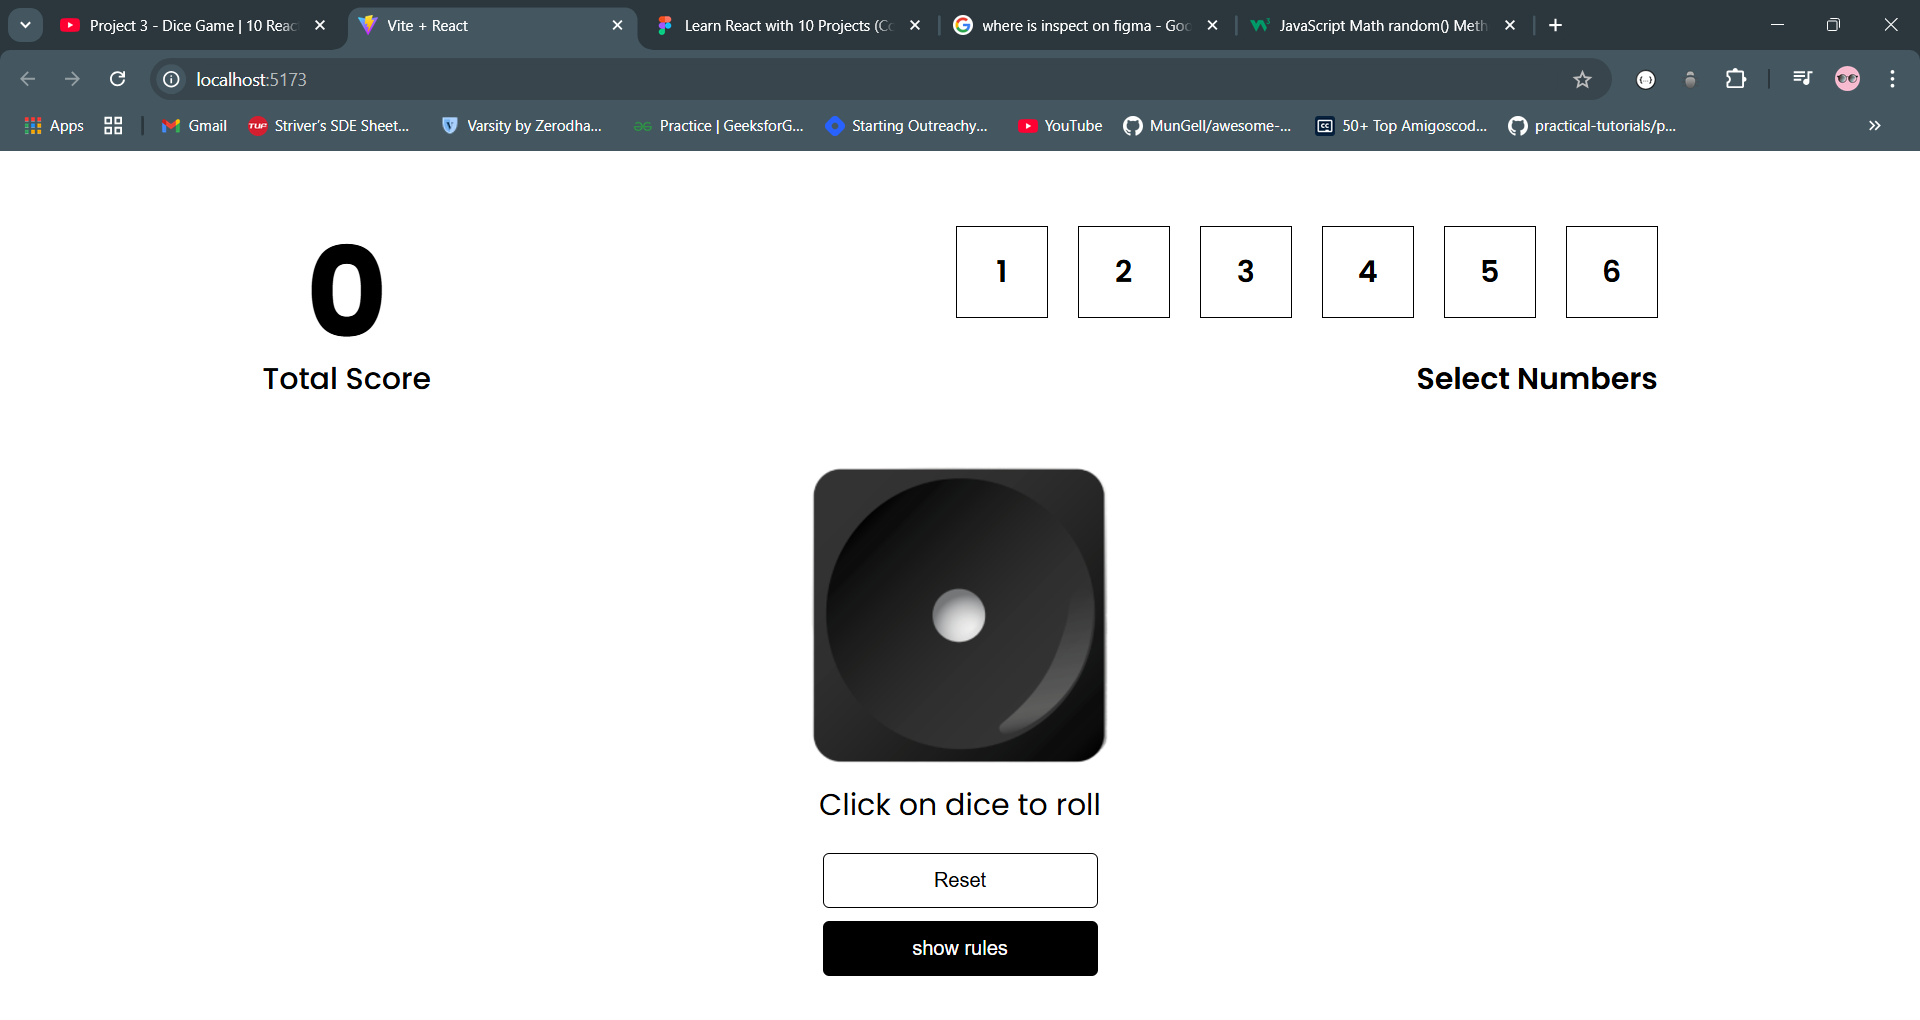 Project 3 - Dice Game | 10 Reac
Vite + React
Learn React with 10 Projects (Co
where is inspect on figma - Goo
JavaScript Math random() Meth
localhost:5173
Apps
Gmail
TUF
Striver's SDE Sheet...
Varsity by Zerodha...
Practice | GeeksforG...
Starting Outreachy...
YouTube
MunGell/awesome-...
CC
50+ Top Amigoscod...
practical-tutorials/p...
0
Total Score
1 2 3 4 5 6
Select Numbers
Click on dice to roll
Reset
show rules